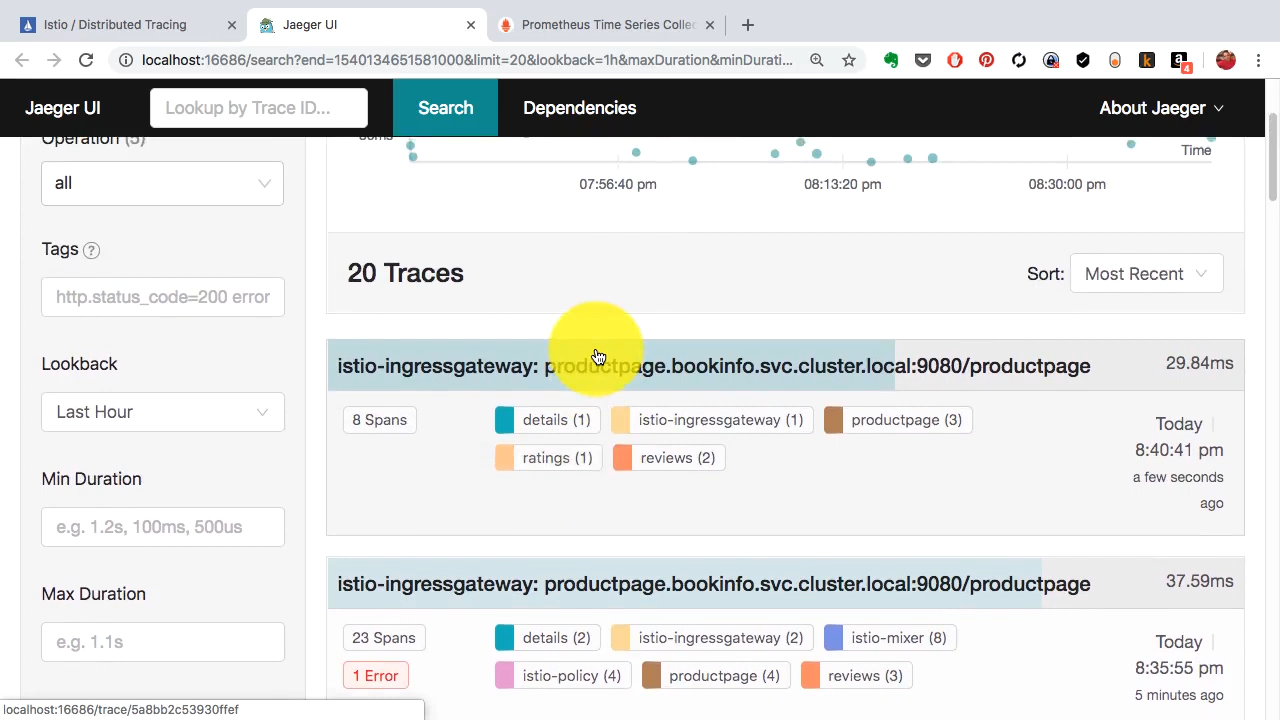 Istio / Distributed Tracing
Jaeger UI
Prometheus Time Series Collec
localhost:16686/search?end=1540134651581000&limit=20&lookback=1h&maxDuration&minDurati...
4
Jaeger UI
Lookup by Trace ID...
Search
Dependencies
About Jaeger
Operation (5)
all
Tags ?
http.status_code=200 error
Lookback
Last Hour
Min Duration
e.g. 1.2s, 100ms, 500us
Max Duration
e.g. 1.1s
Time
07:56:40 pm
08:13:20 pm
08:30:00 pm
20 Traces
Sort: Most Recent
istio-ingressgateway: productpage.bookinfo.svc.cluster.local:9080/productpage
29.84ms
8 Spans
details (1)
istio-ingressgateway (1)
productpage (3)
ratings (1)
reviews (2)
Today
8:40:41 pm
a few seconds
ago
istio-ingressgateway: productpage.bookinfo.svc.cluster.local:9080/productpage
37.59ms
23 Spans
1 Error
details (2)
istio-ingressgateway (2)
istio-mixer (8)
istio-policy (4)
productpage (4)
reviews (3)
Today
8:35:55 pm
5 minutes ago
localhost:16686/trace/5a8bb2c53930ffef